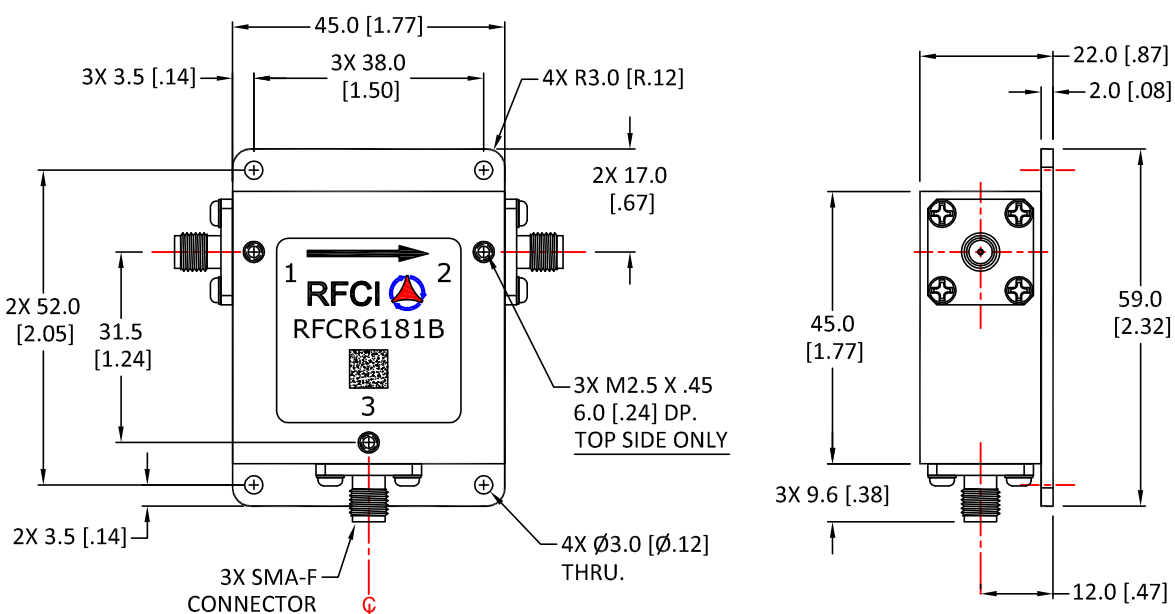 45.0 [1.77]
3X 38.0
[1.50]
3X 3.5 [.14]
4X R3.0 [R.12]
2X 17.0
[.67]
2X 52.0
[2.05]
31.5
[1.24]
1
2
RFCI
RFCR6181B
3
3X M2.5 X .45
6.0 [.24] DP.
TOP SIDE ONLY
2X 3.5 [.14]
3X SMA-F
CONNECTOR
℄
4X Ø3.0 [Ø.12]
THRU.
22.0 [.87]
2.0 [.08]
45.0
[1.77]
59.0
[2.32]
3X 9.6 [.38]
12.0 [.47]